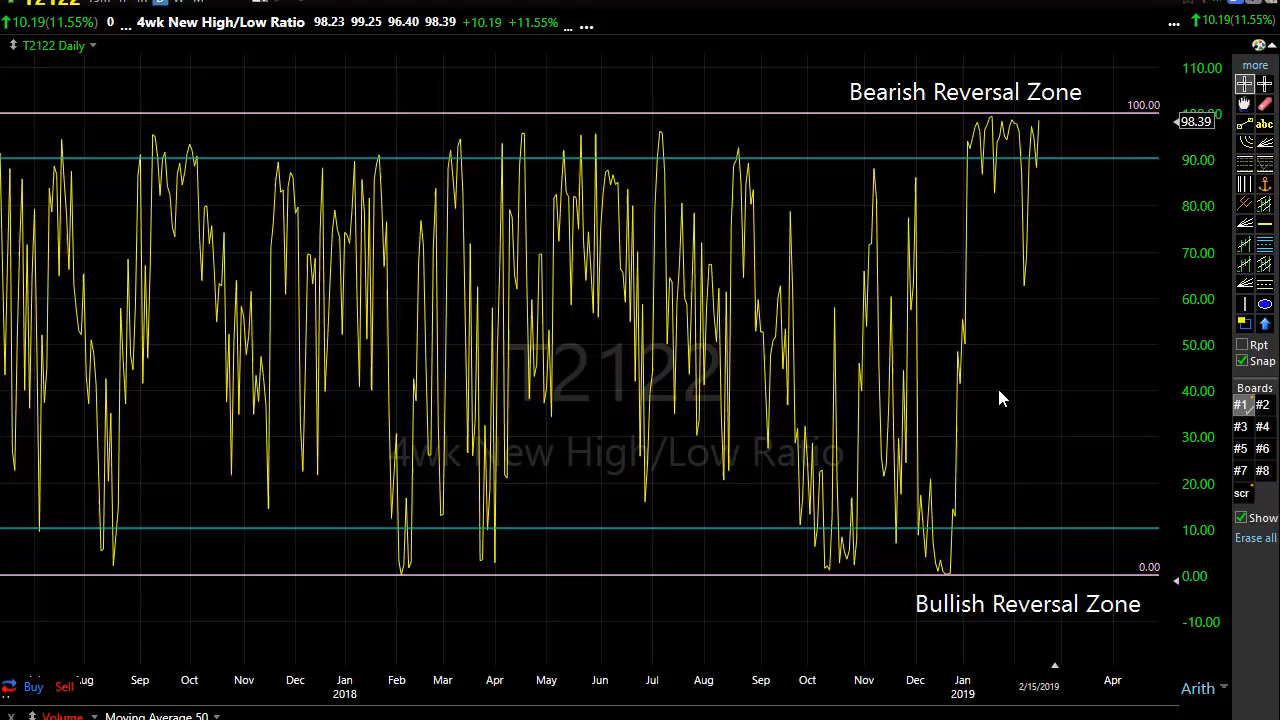 T2122
10.19(11.55%) 0 ... 4wk New High/Low Ratio 98.23 99.25 96.40 98.39 +10.19 +11.55% ... ... ... 10.19(11.55%)
T2122 Daily
more
110.00
Bearish Reversal Zone
100.00
98.39
abc
90.00
80.00
70.00
60.00
50.00
Rpt
Snap
T2122
40.00
Boards
#1 #2
#3 #4
30.00
4wk New High/Low Ratio
#5 #6
#7 #8
20.00
scr
Show
10.00
Erase all
0.00
0.00
Bullish Reversal Zone
-10.00
Buy Sell
Aug Sep Oct Nov Dec Jan Feb Mar Apr May Jun Jul Aug Sep Oct Nov Dec Jan 2/15/2019 Apr
2018 2019
Arith
x Volume Moving Average 50